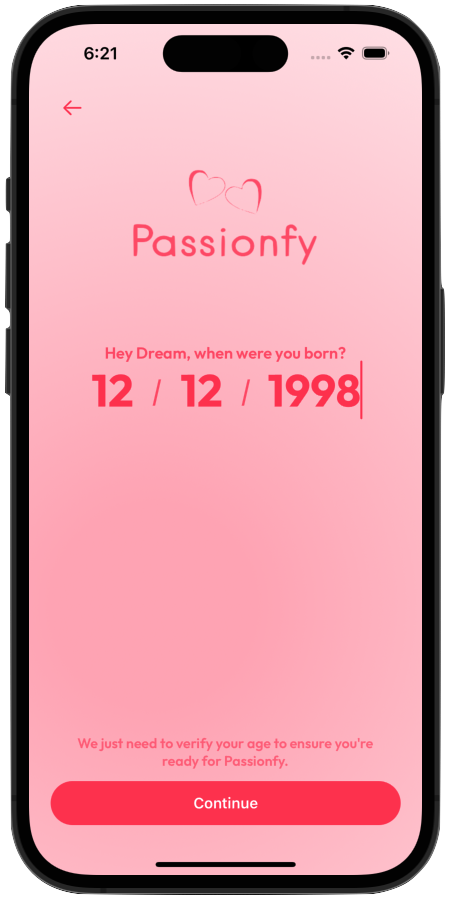 6:21
Passionfy
Hey Dream, when were you born?
12 / 12 / 1998
We just need to verify your age to ensure you're
ready for Passionfy.
Continue